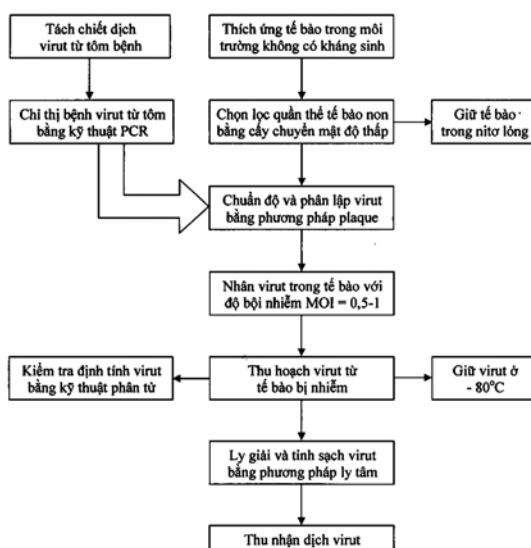 Tách chiết dịch
virut từ tôm bệnh
Thích ứng tế bào trong môi
trường không có kháng sinh
Chỉ thị bệnh virut từ tôm
bằng kỹ thuật PCR
Chọn lọc quần thể tế bào non
bằng cấy chuyển mật độ thấp
Giữ tế bào
trong nitơ lỏng
Chuẩn độ và phân lập virut
bằng phương pháp plaque
Nhân virut trong tế bào với
độ bội nhiễm MOI = 0,5-1
Kiểm tra định tính virut
bằng kỹ thuật phân tử
Thu hoạch virut từ
tế bào bị nhiễm
Giữ virut ở
- 80°C
Ly giải và tinh sạch virut
bằng phương pháp ly tâm
Thu nhận dịch virut